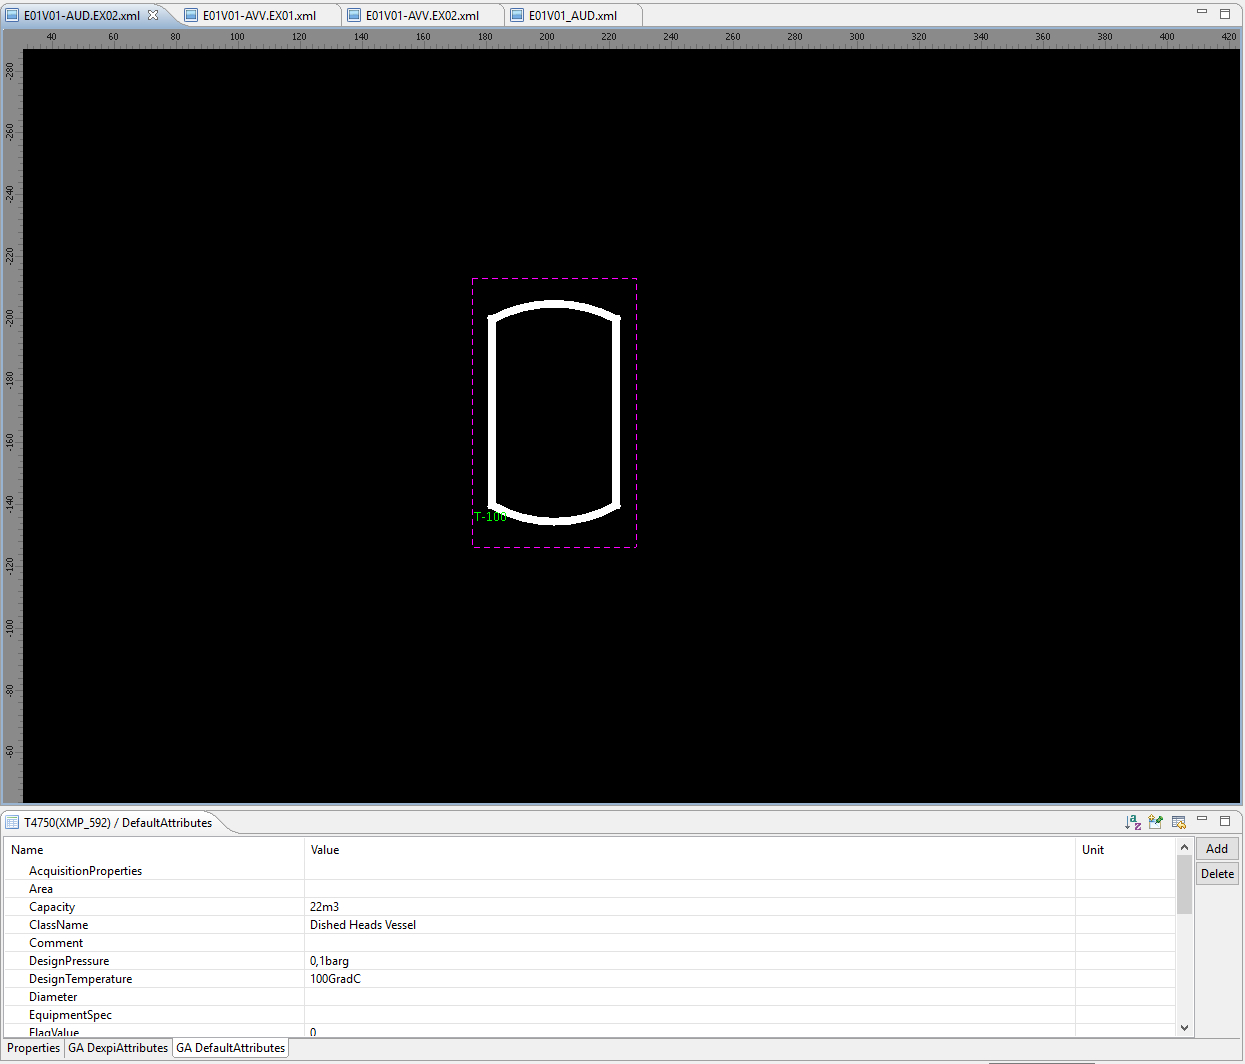 E01V01-AUD.EX02.xml E01V01-AVV.EX01.xml E01V01-AVV.EX02.xml E01V01_AUD.xml
40 60 80 100 120 140 160 180 200 220 240 260 280 300 320 340 360 380 400 420
-280
-260
-240
-220
-200
-180
-160
-140
-120
-100
-80
-60
T-100
T4750(XMP_592) / DefaultAttributes
Name Value Unit
Add
Delete
AcquisitionProperties
Area
Capacity 22m3
ClassName Dished Heads Vessel
Comment
DesignPressure 0,1barg
DesignTemperature 100GradC
Diameter
EquipmentSpec
FlagValue 0
Properties GA DexpiAttributes GA DefaultAttributes